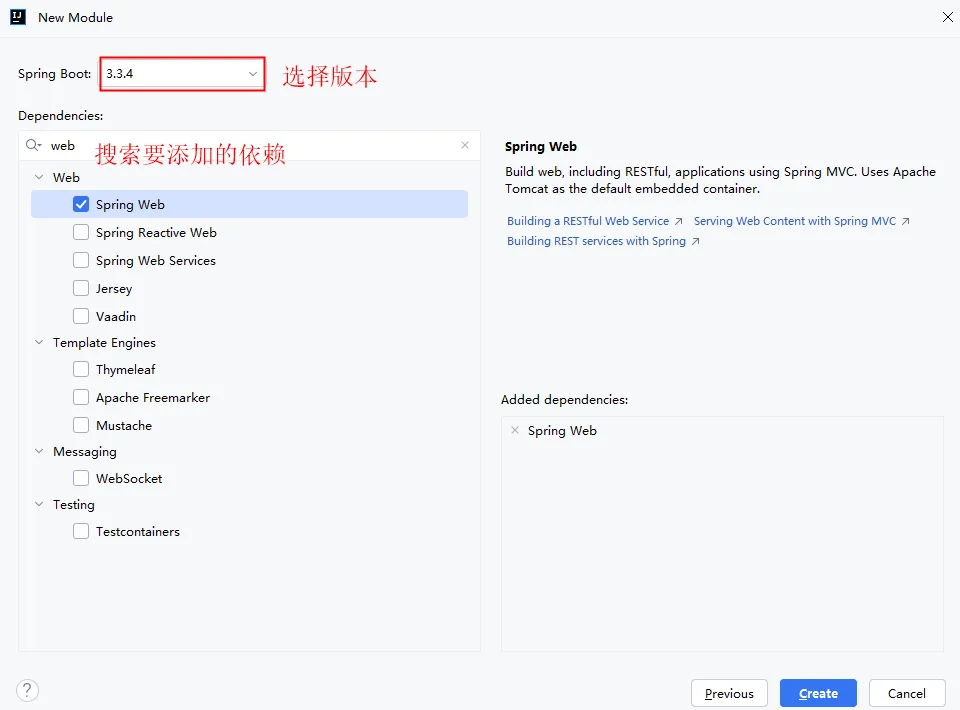 New Module
Spring Boot: 3.3.4 选择版本
Dependencies:
web 搜索要添加的依赖
Web
Spring Web
Spring Reactive Web
Spring Web Services
Jersey
Vaadin
Template Engines
Thymeleaf
Apache Freemarker
Mustache
Messaging
WebSocket
Testing
Testcontainers
Spring Web
Build web, including RESTful, applications using Spring MVC. Uses Apache
Tomcat as the default embedded container.
Building a RESTful Web Service Serving Web Content with Spring MVC
Building REST services with Spring
Added dependencies:
Spring Web
? Previous Create Cancel